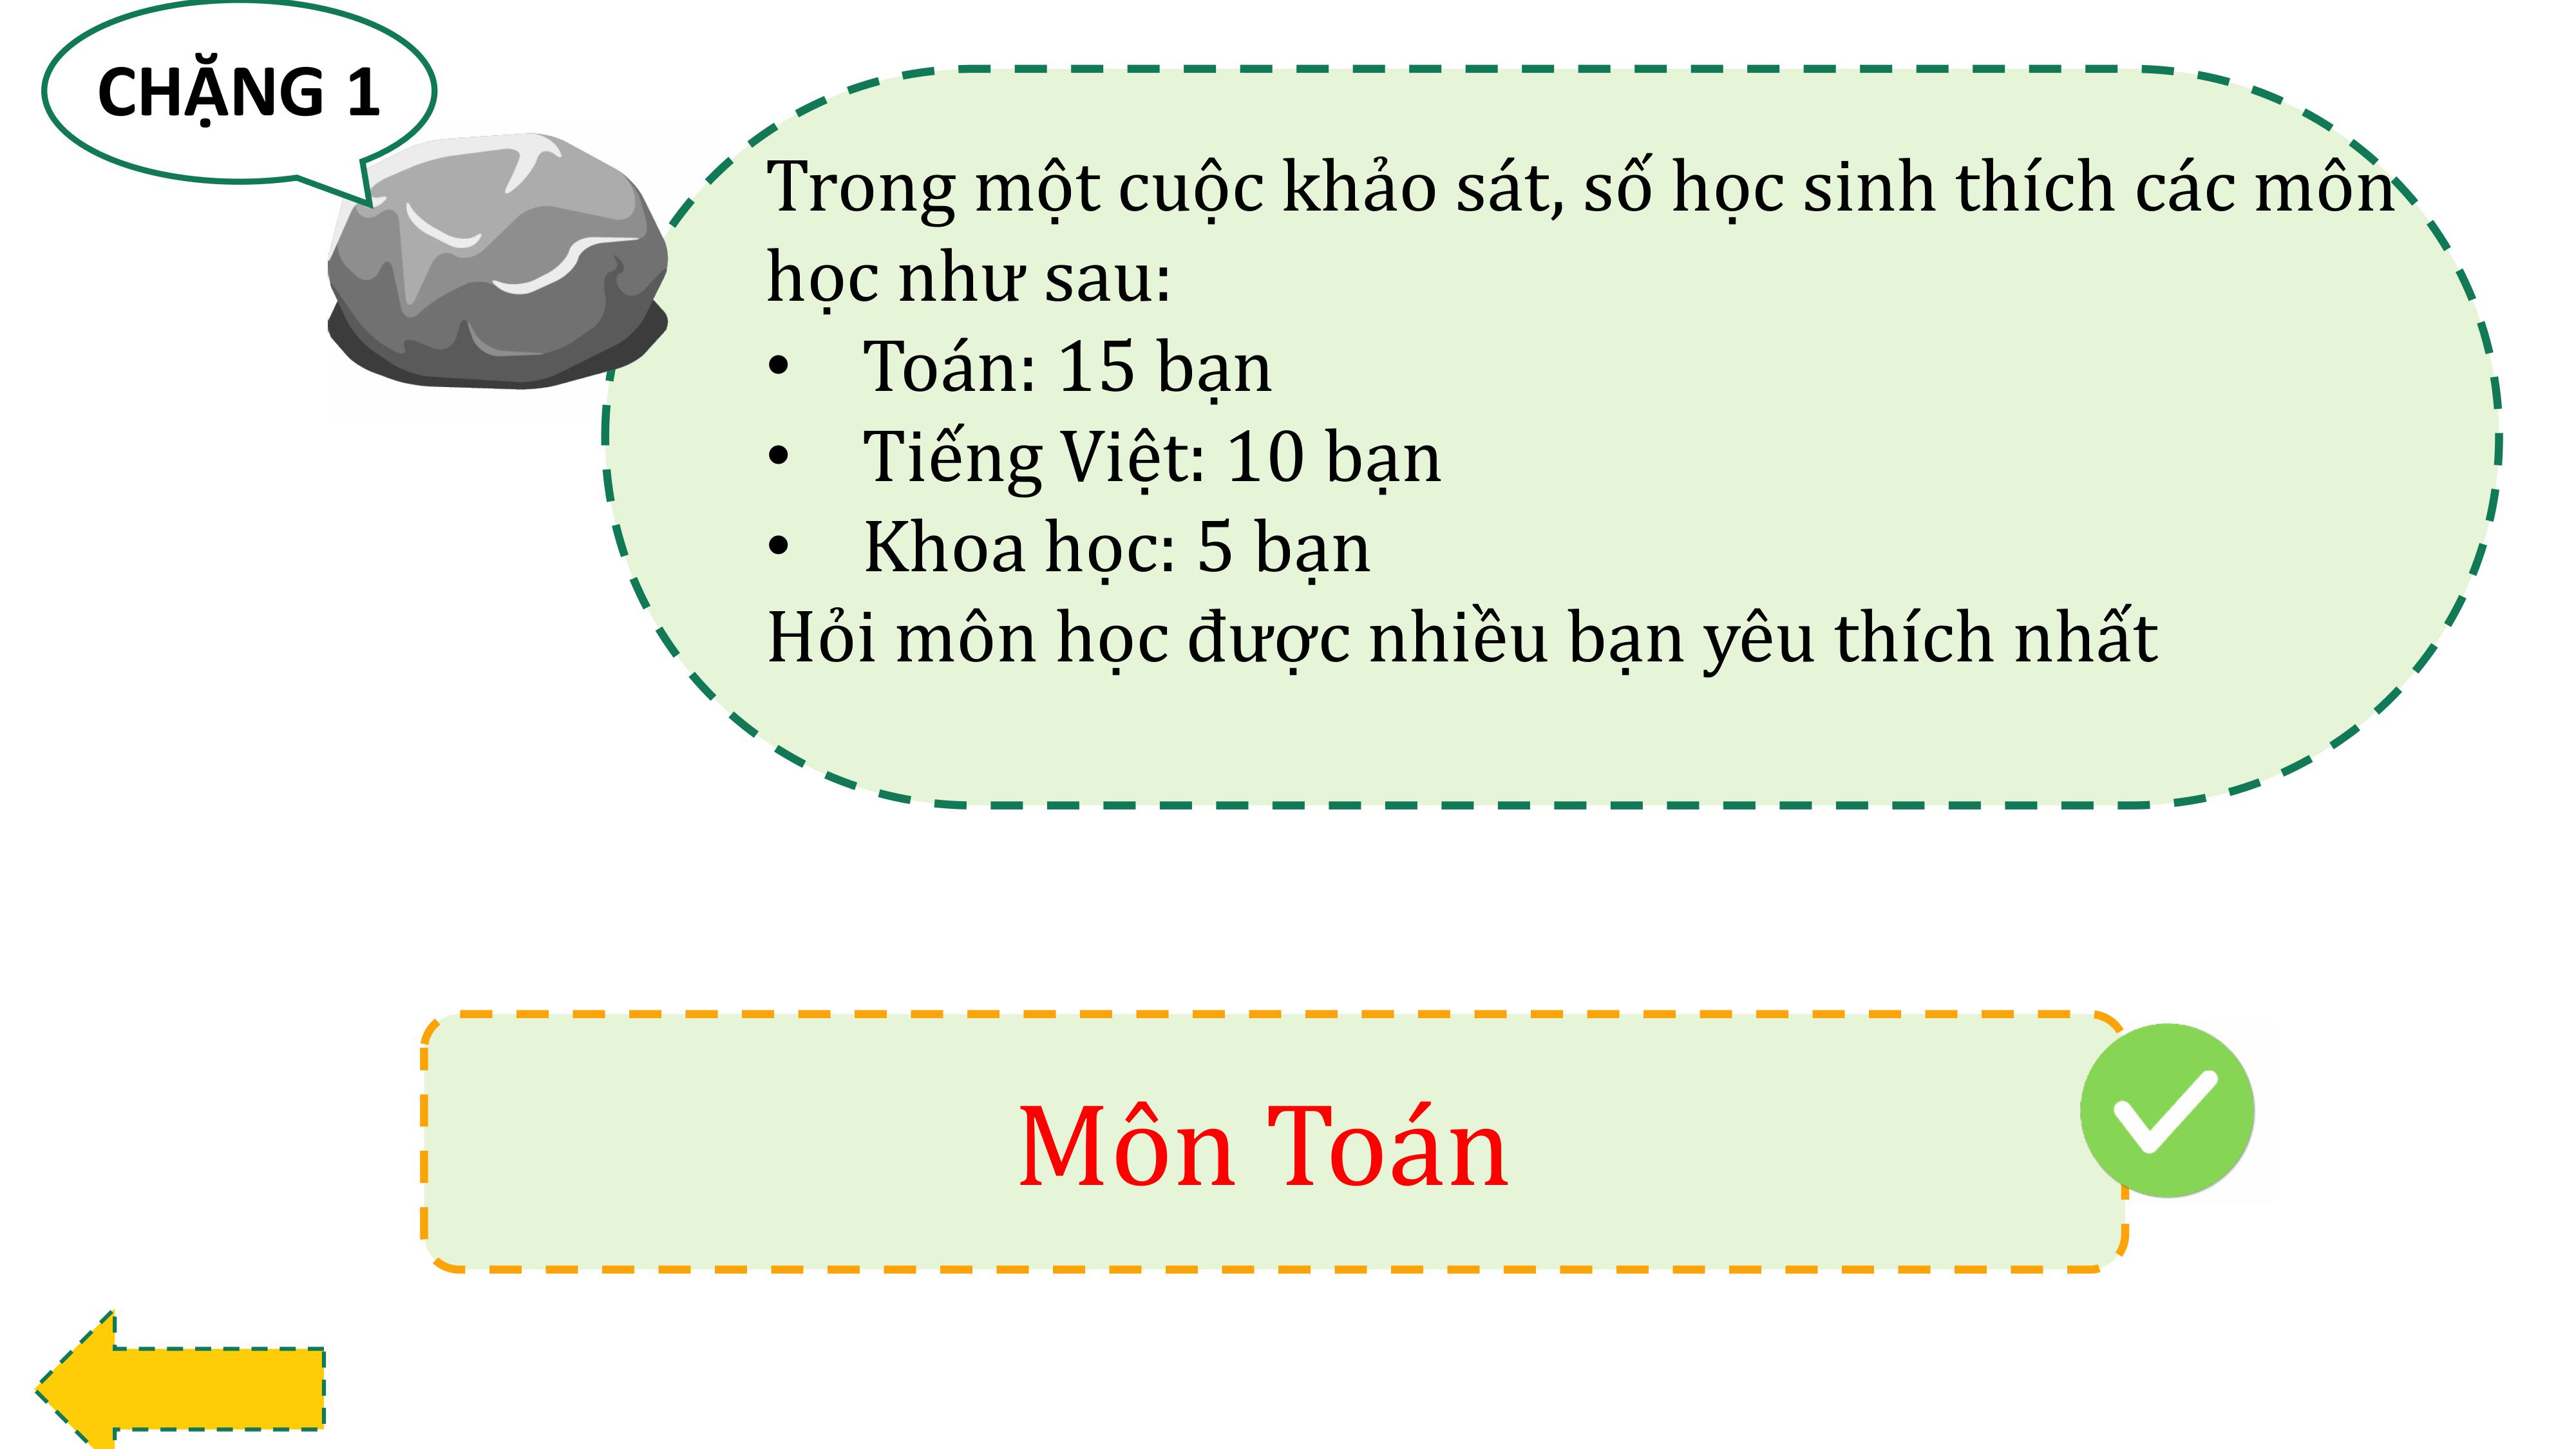 CHẶNG 1
Trong một cuộc khảo sát, số học sinh thích các môn
học như sau:
• Toán: 15 bạn
• Tiếng Việt: 10 bạn
• Khoa học: 5 bạn
Hỏi môn học được nhiều bạn yêu thích nhất
Môn Toán